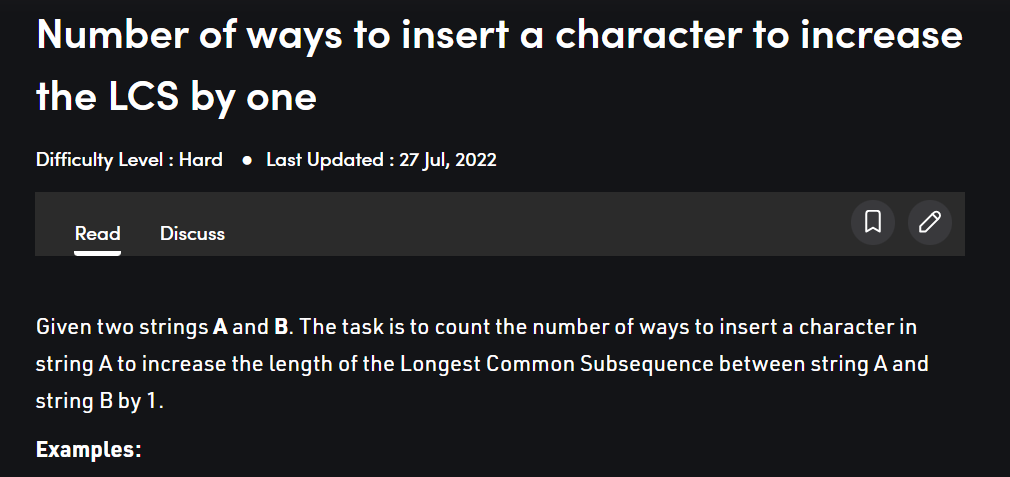 Number of ways to insert a character to increase
the LCS by one
Difficulty Level : Hard ● Last Updated : 27 Jul, 2022
Read Discuss
Given two strings A and B. The task is to count the number of ways to insert a character in
string A to increase the length of the Longest Common Subsequence between string A and
string B by 1.
Examples: